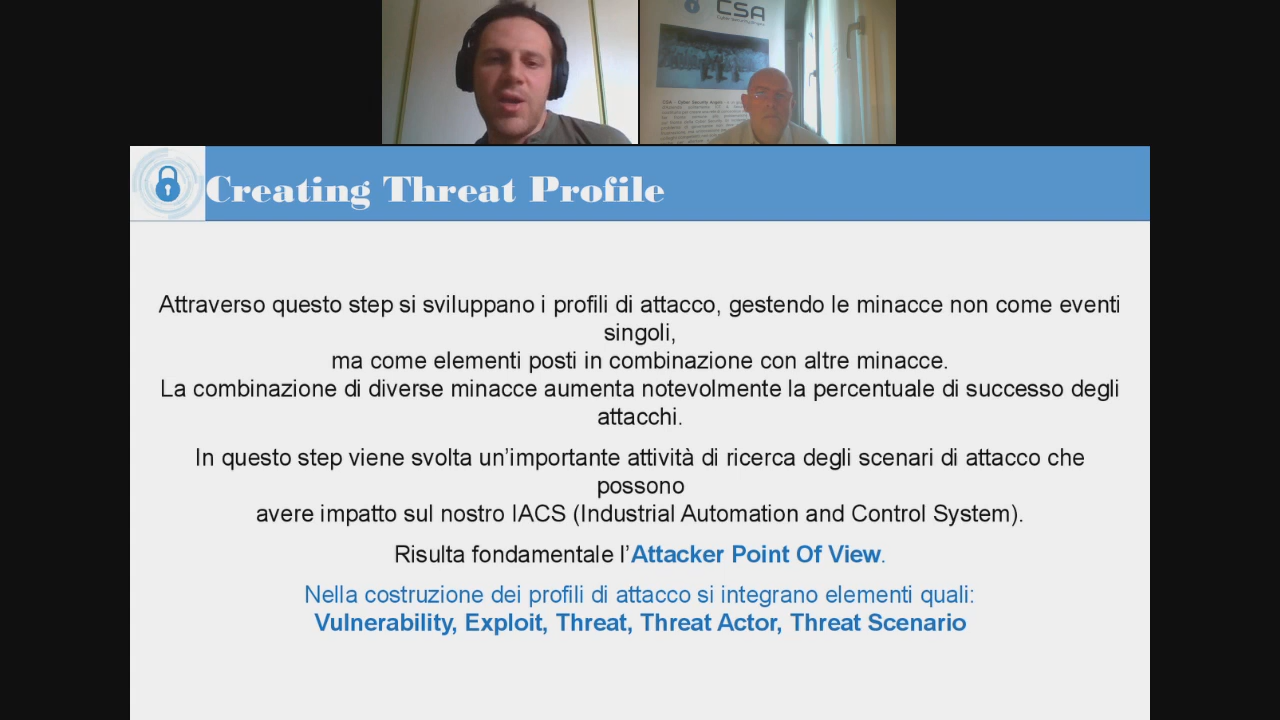 CSA
Creating Threat Profile
Attraverso questo step si sviluppano i profili di attacco, gestendo le minacce non come eventi
singoli,
ma come elementi posti in combinazione con altre minacce.
La combinazione di diverse minacce aumenta notevolmente la percentuale di successo degli
attacchi.
In questo step viene svolta un’importante attività di ricerca degli scenari di attacco che
possono
avere impatto sul nostro IACS (Industrial Automation and Control System).
Risulta fondamentale l’Attacker Point Of View.
Nella costruzione dei profili di attacco si integrano elementi quali:
Vulnerability, Exploit, Threat, Threat Actor, Threat Scenario